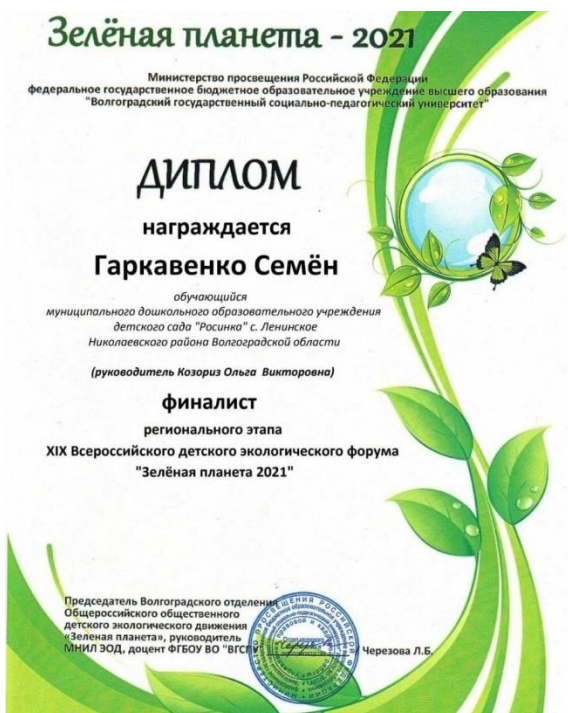 Зелёная планета - 2021
Министерство просвещения Российской Федерации
федеральное государственное бюджетное образовательное учреждение высшего образования
"Волгоградский государственный социально-педагогический университет"
ДИПЛОМ
награждается
Гаркавенко Семён
обучающийся
муниципального дошкольного образовательного учреждения
детского сада "Росинка" с. Ленинское
Николаевского района Волгоградской области
(руководитель Козориз Ольга Викторовна)
финалист
регионального этапа
XIX Всероссийского детского экологического форума
"Зелёная планета 2021"
Председатель Волгоградского отделения
Общероссийского общественного
детского экологического движения
«Зеленая планета», руководитель
МНИЛ ЭОД, доцент ФГБОУ ВО "ВГСП Черезова Л.Б.